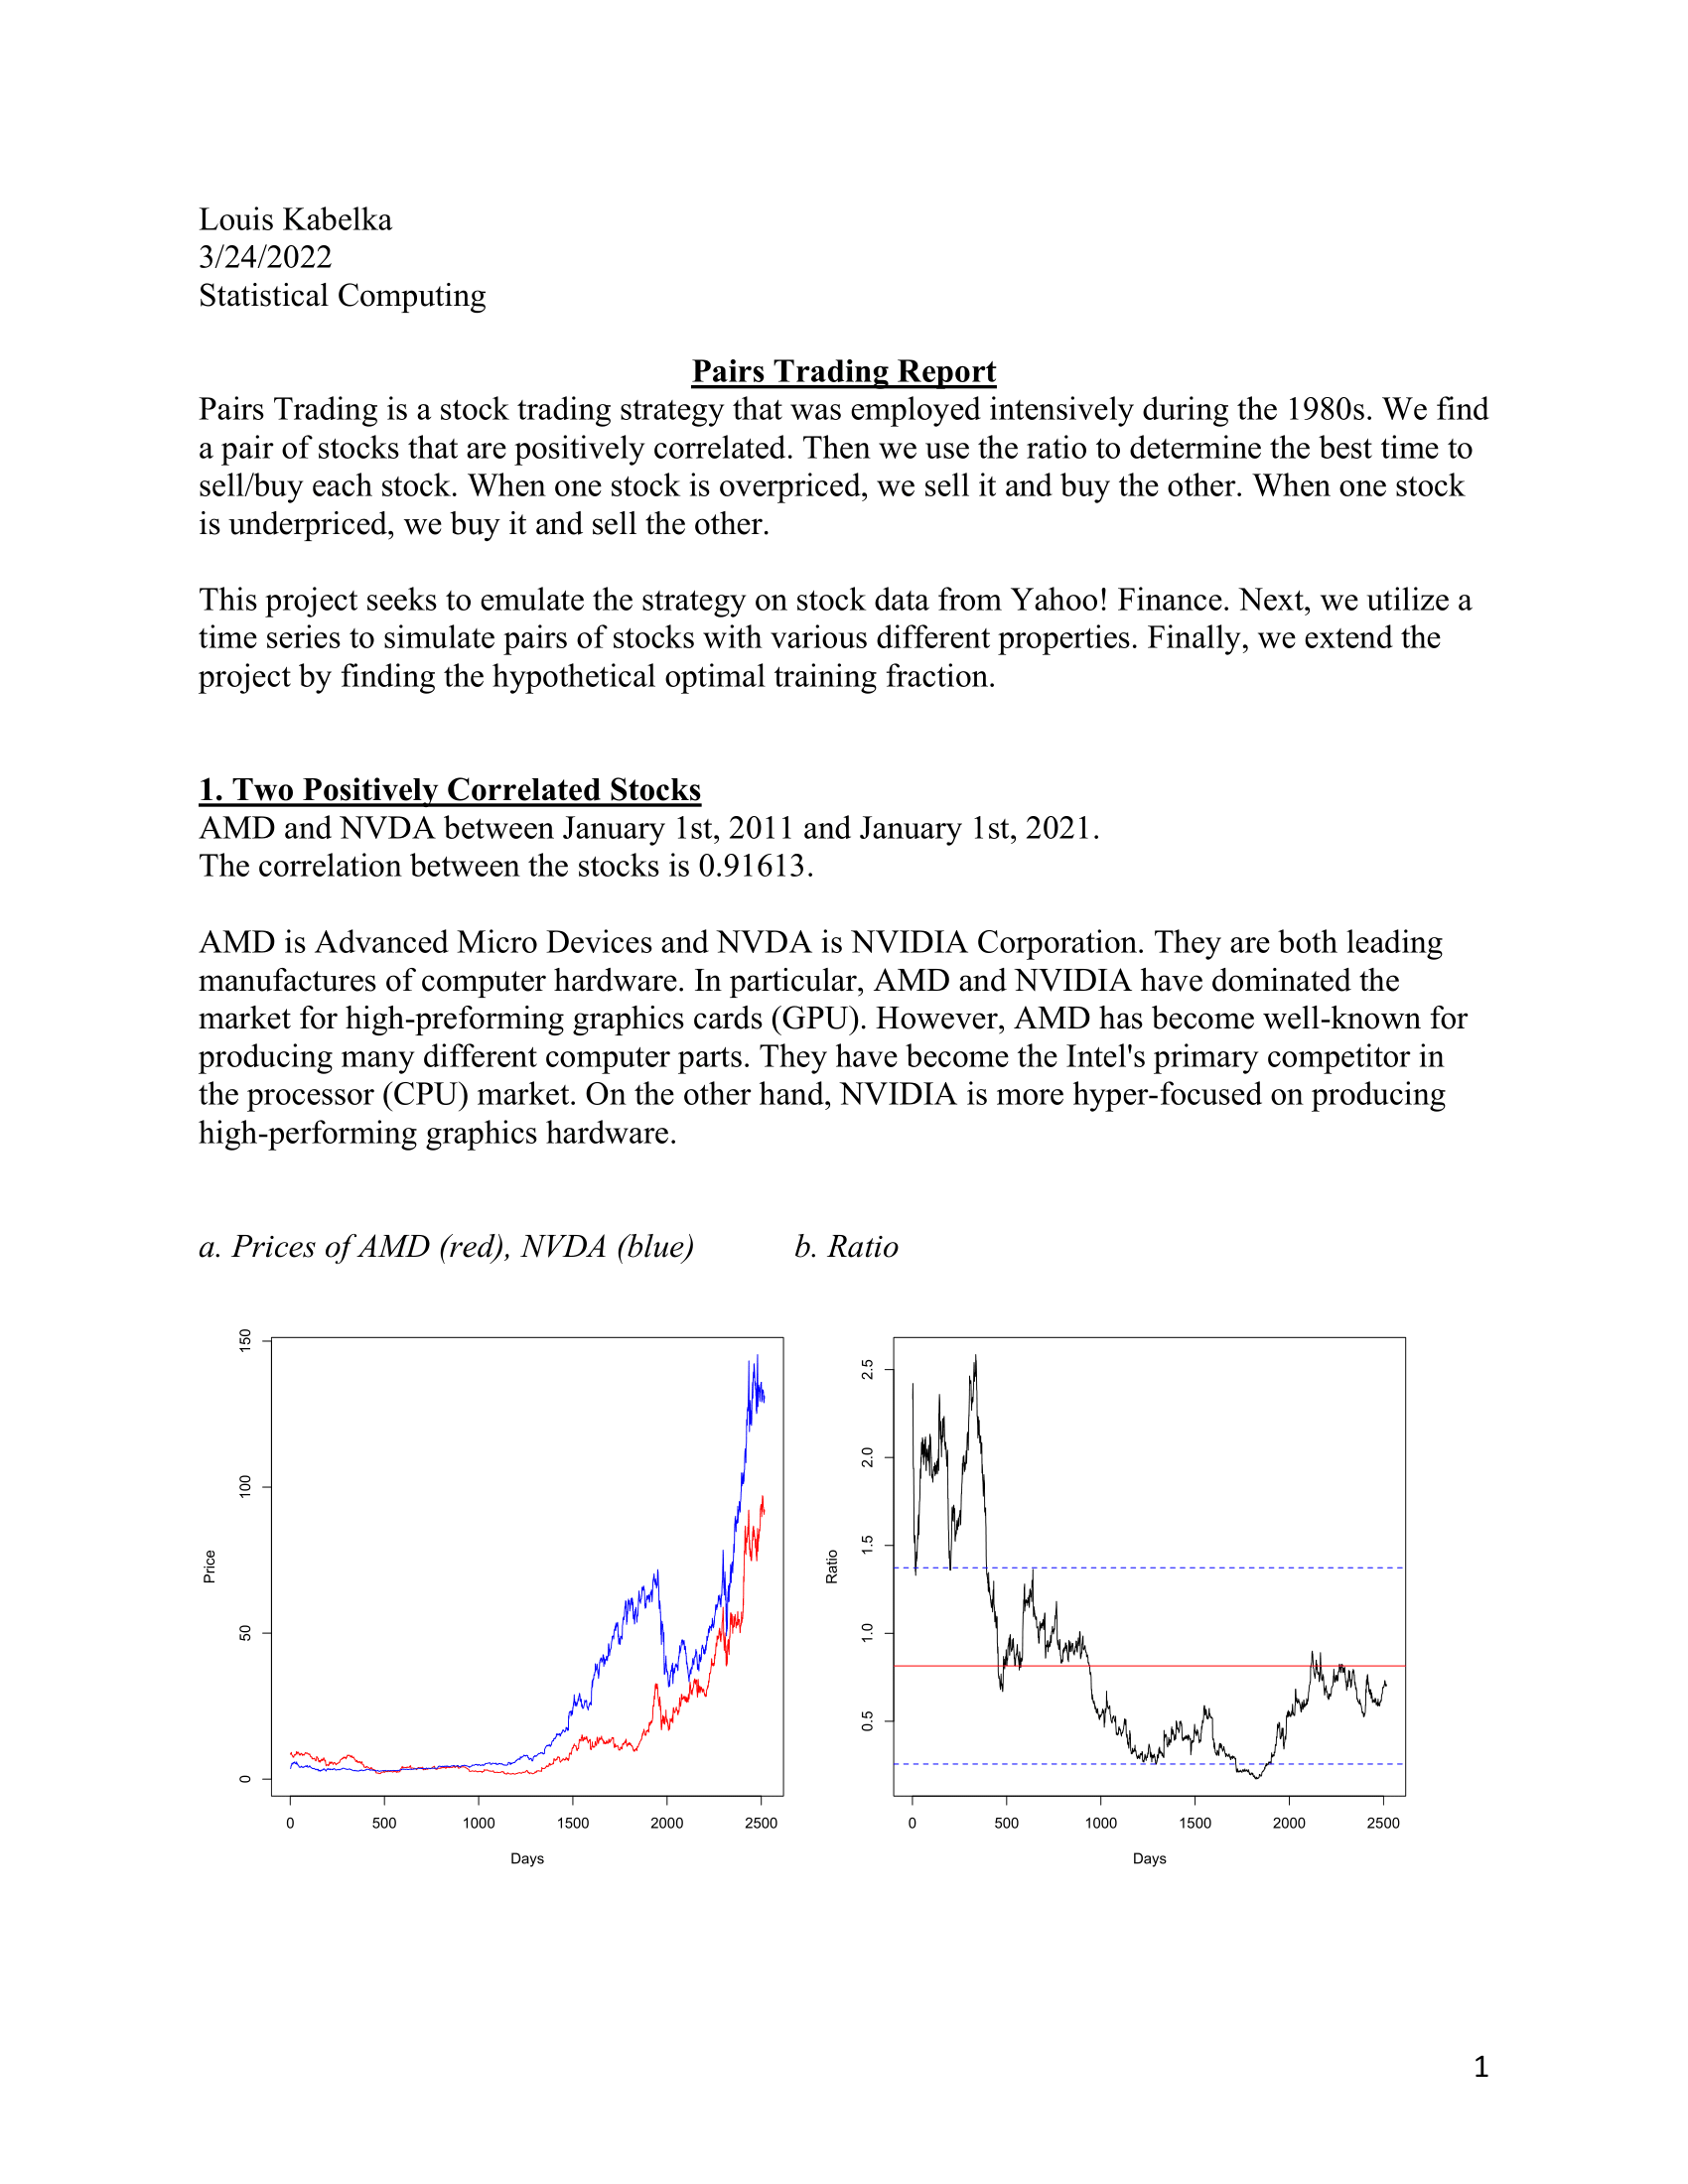 Louis Kabelka
3/24/2022
Statistical Computing
Pairs Trading Report
Pairs Trading is a stock trading strategy that was employed intensively during the 1980s. We find
a pair of stocks that are positively correlated. Then we use the ratio to determine the best time to
sell/buy each stock. When one stock is overpriced, we sell it and buy the other. When one stock
is underpriced, we buy it and sell the other.
This project seeks to emulate the strategy on stock data from Yahoo! Finance. Next, we utilize a
time series to simulate pairs of stocks with various different properties. Finally, we extend the
project by finding the hypothetical optimal training fraction.
1. Two Positively Correlated Stocks
AMD and NVDA between January 1st, 2011 and January 1st, 2021.
The correlation between the stocks is 0.91613.
AMD is Advanced Micro Devices and NVDA is NVIDIA Corporation. They are both leading
manufactures of computer hardware. In particular, AMD and NVIDIA have dominated the
market for high-preforming graphics cards (GPU). However, AMD has become well-known for
producing many different computer parts. They have become the Intel's primary competitor in
the processor (CPU) market. On the other hand, NVIDIA is more hyper-focused on producing
high-performing graphics hardware.
a. Prices of AMD (red), NVDA (blue) b. Ratio
150
100
50
0
Price
0 500 1000 1500 2000 2500
Days
2.5
2.0
1.5
1.0
0.5
Ratio
0 500 1000 1500 2000 2500
Days
1